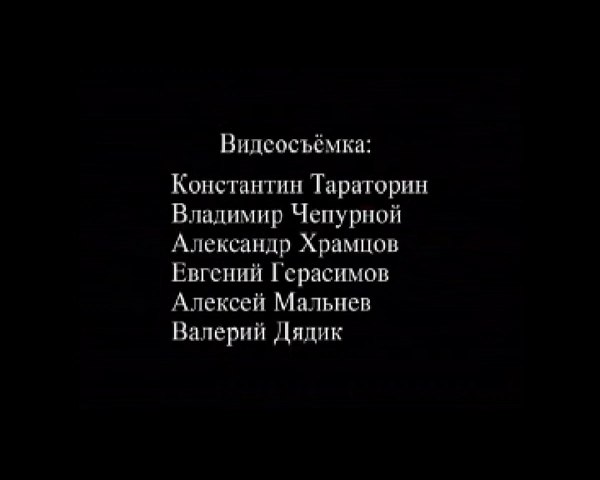 Видеосъёмка:
Константин Тараторин
Владимир Чепурной
Александр Храмцов
Евгений Герасимов
Алексей Мальнев
Валерий Дядик